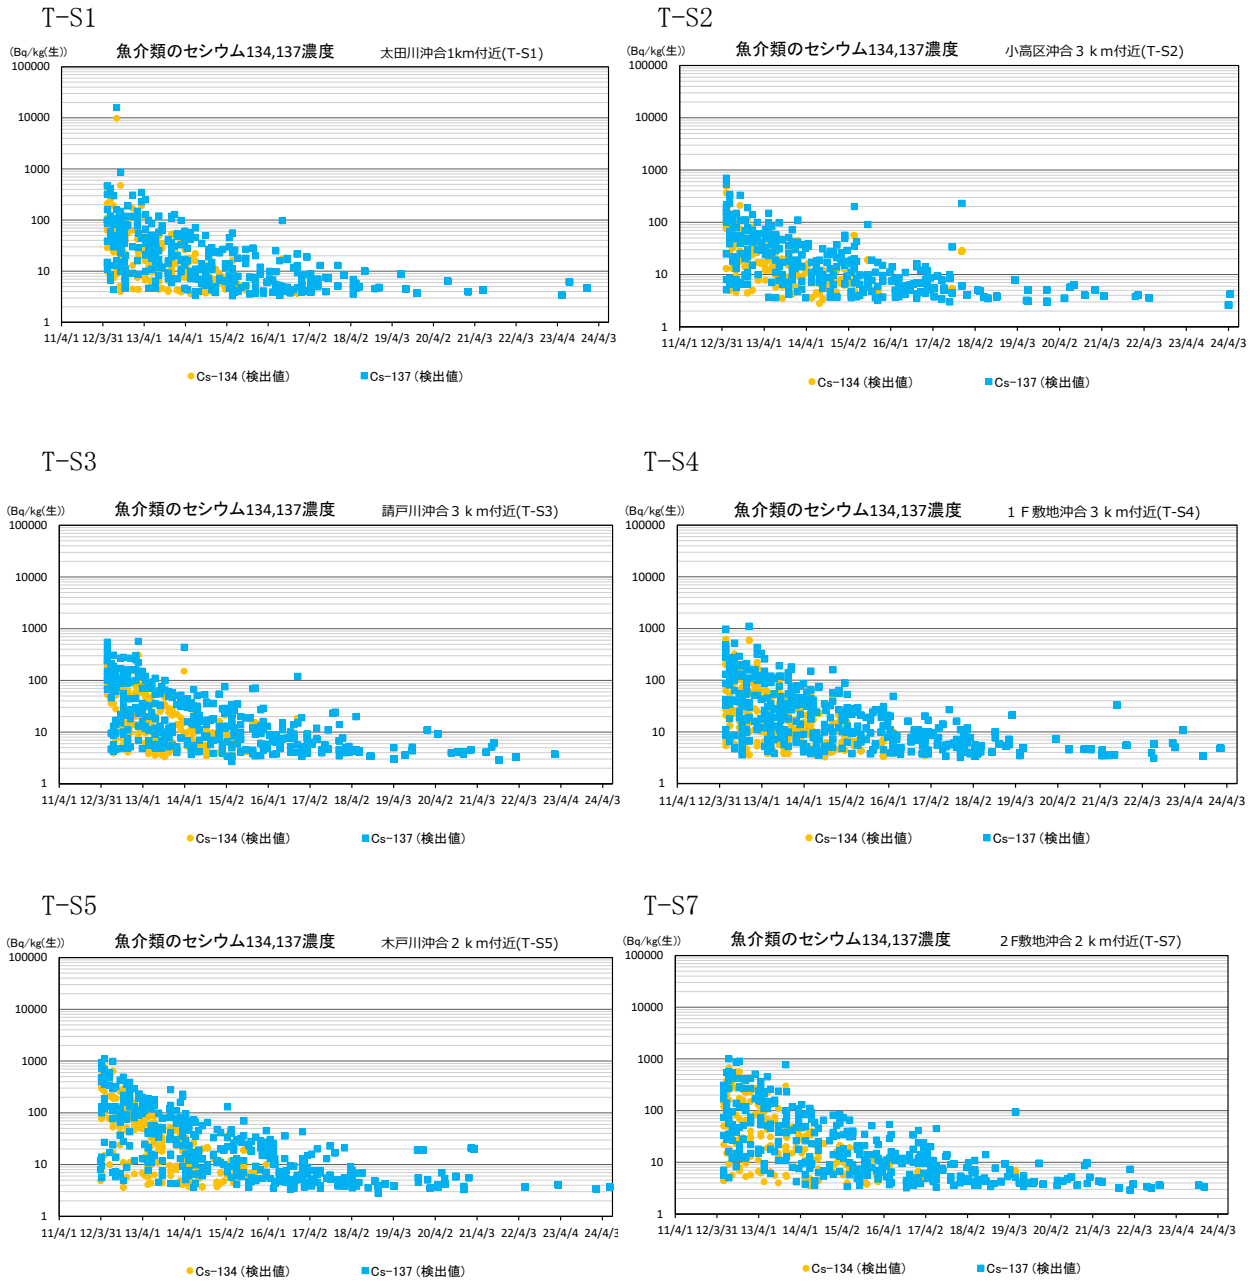 T-S1
(Bq/kg(生)) 魚介類のセシウム134,137濃度 太田川沖合1km付近(T-S1)
100000
10000
1000
100
10
1
11/4/1 12/3/31 13/4/1 14/4/1 15/4/2 16/4/1 17/4/2 18/4/2 19/4/3 20/4/2 21/4/3 22/4/3 23/4/4 24/4/3
Cs-134 (検出値) Cs-137 (検出値)
T-S2
(Bq/kg(生)) 魚介類のセシウム134,137濃度 小高区沖合３ｋｍ付近(T-S2)
100000
10000
1000
100
10
1
11/4/1 12/3/31 13/4/1 14/4/1 15/4/2 16/4/1 17/4/2 18/4/2 19/4/3 20/4/2 21/4/3 22/4/3 23/4/4 24/4/3
Cs-134 (検出値) Cs-137 (検出値)
T-S3
(Bq/kg(生)) 魚介類のセシウム134,137濃度 請戸川沖合３ｋｍ付近(T-S3)
100000
10000
1000
100
10
1
11/4/1 12/3/31 13/4/1 14/4/1 15/4/2 16/4/1 17/4/2 18/4/2 19/4/3 20/4/2 21/4/3 22/4/3 23/4/4 24/4/3
Cs-134 (検出値) Cs-137 (検出値)
T-S4
(Bq/kg(生)) 魚介類のセシウム134,137濃度 １Ｆ敷地沖合３ｋｍ付近(T-S4)
100000
10000
1000
100
10
1
11/4/1 12/3/31 13/4/1 14/4/1 15/4/2 16/4/1 17/4/2 18/4/2 19/4/3 20/4/2 21/4/3 22/4/3 23/4/4 24/4/3
Cs-134 (検出値) Cs-137 (検出値)
T-S5
(Bq/kg(生)) 魚介類のセシウム134,137濃度 木戸川沖合２ｋｍ付近(T-S5)
100000
10000
1000
100
10
1
11/4/1 12/3/31 13/4/1 14/4/1 15/4/2 16/4/1 17/4/2 18/4/2 19/4/3 20/4/2 21/4/3 22/4/3 23/4/4 24/4/3
Cs-134 (検出値) Cs-137 (検出値)
T-S7
(Bq/kg(生)) 魚介類のセシウム134,137濃度 ２F敷地沖合２ｋｍ付近(T-S7)
100000
10000
1000
100
10
1
11/4/1 12/3/31 13/4/1 14/4/1 15/4/2 16/4/1 17/4/2 18/4/2 19/4/3 20/4/2 21/4/3 22/4/3 23/4/4 24/4/3
Cs-134 (検出値) Cs-137 (検出値)